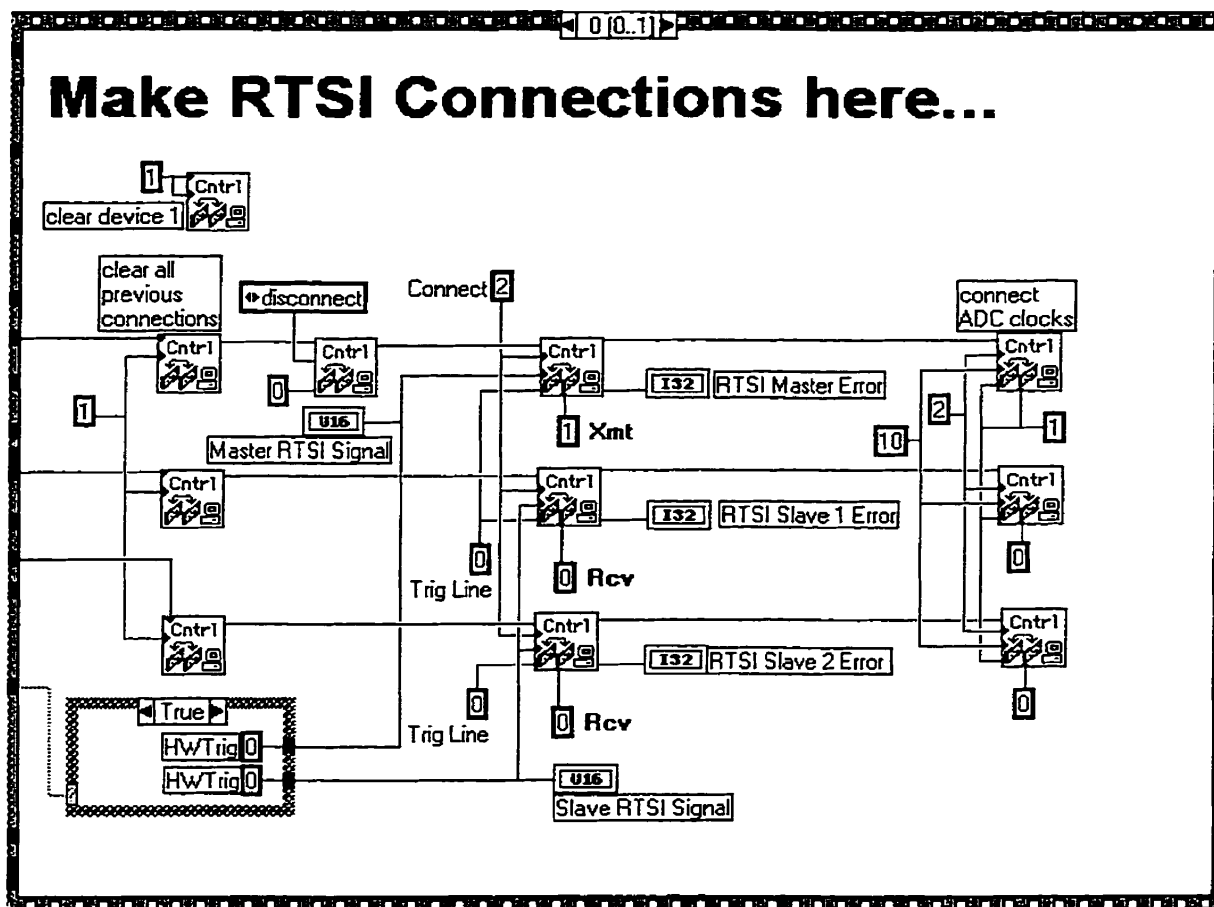 0 [0..1]
Make RTSI Connections here...
1
Cntrl
clear device 1
clear all
previous
connections
disconnect
Connect 2
connect
ADC clocks
Cntrl
Cntrl
Cntrl
Cntrl
0
I32 RTSI Master Error
1
U16
1 Xmt
2
10
1
Master RTSI Signal
Cntrl
Cntrl
Cntrl
I32 RTSI Slave 1 Error
0
0 Rcv
0
Trig Line
Cntrl
Cntrl
Cntrl
I32 RTSI Slave 2 Error
0
0 Rcv
0
Trig Line
True
HWTrig 0
HWTrig 0
?
U16
Slave RTSI Signal